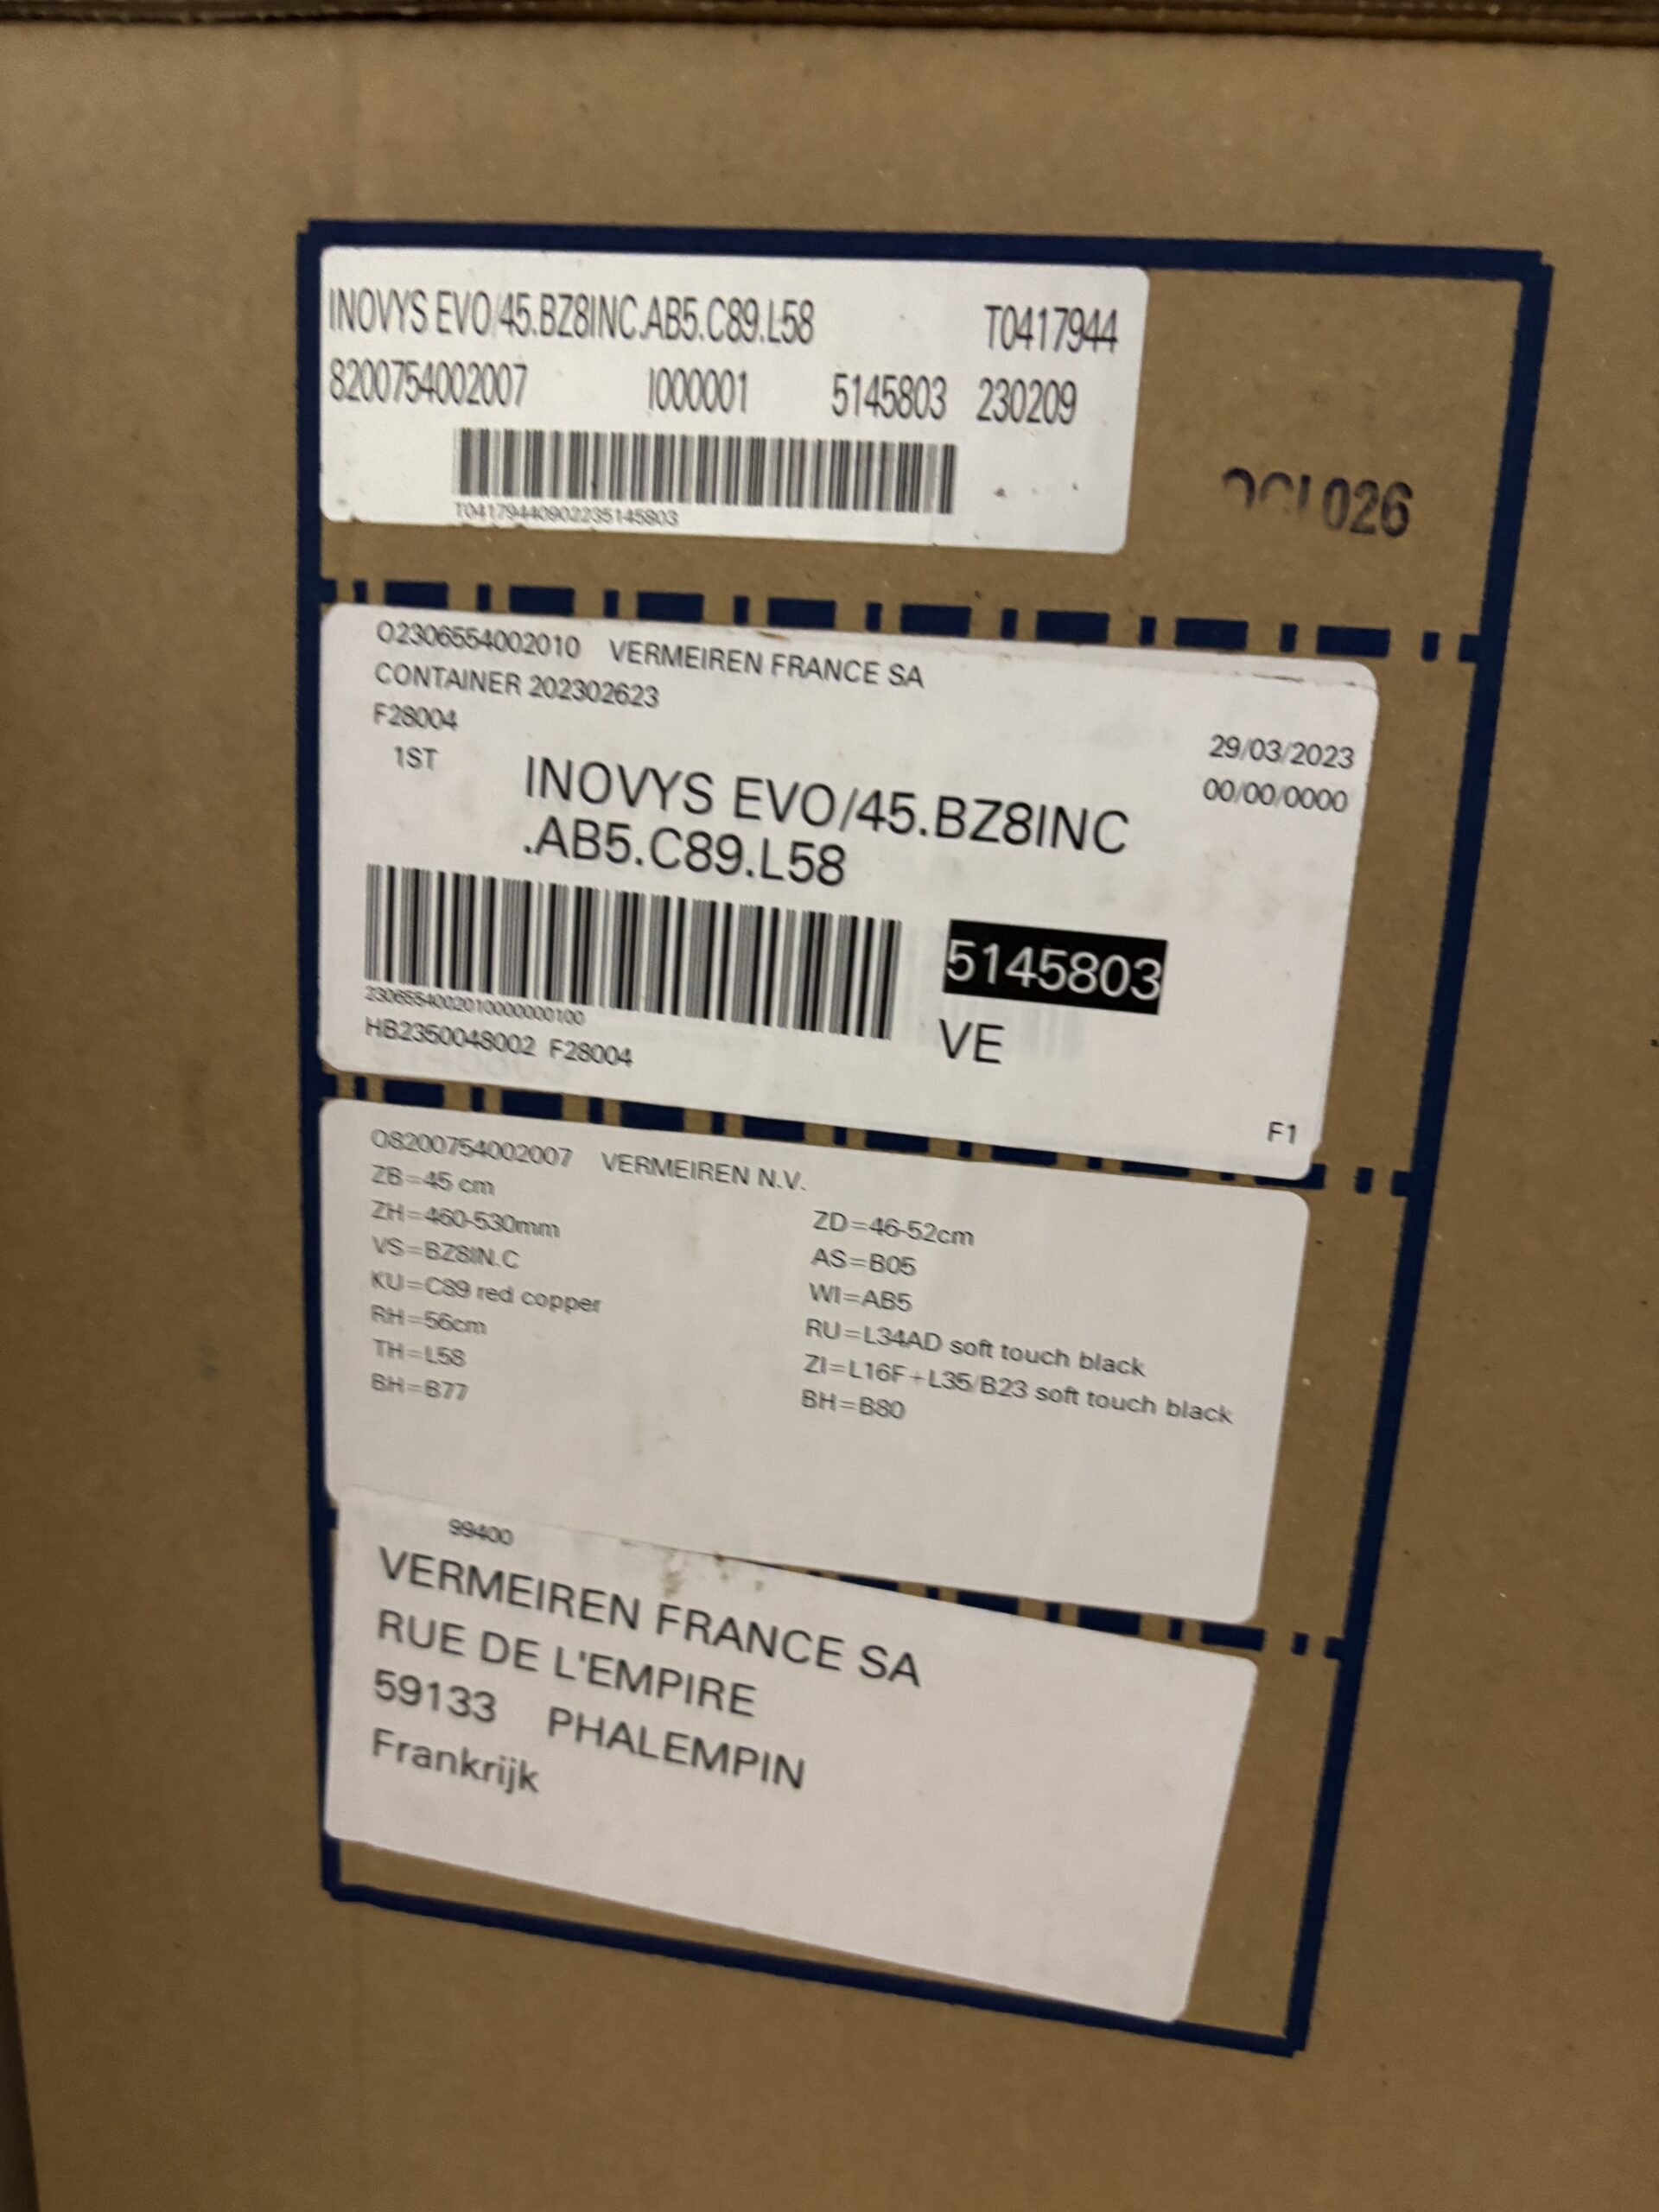 INOVYS EVO/45.BZ8INC.AB5.C89.L58 T0417944
8200754002007 I000001 5145803 230209
T04179440902235145803
026
O2306554002010 VERMEIREN FRANCE SA
CONTAINER 202302623
F28004
29/03/2023
1ST
00/00/0000
INOVYS EVO/45.BZ8INC
.AB5.C89.L58
5145803
2306554002010000000100
VE
HB2350048002 F28004
F1
O8200754002007 VERMEIREN N.V.
ZB=45 cm
ZH=460-530mm ZD=46-52cm
VS=BZ8IN.C AS=B05
KU=C89 red copper WI=AB5
RH=56cm RU=L34AD soft touch black
TH=L58 ZI=L16F+L35/B23 soft touch black
BH=B77 BH=B80
99400
VERMEIREN FRANCE SA
RUE DE L'EMPIRE
59133 PHALEMPIN
Frankrijk